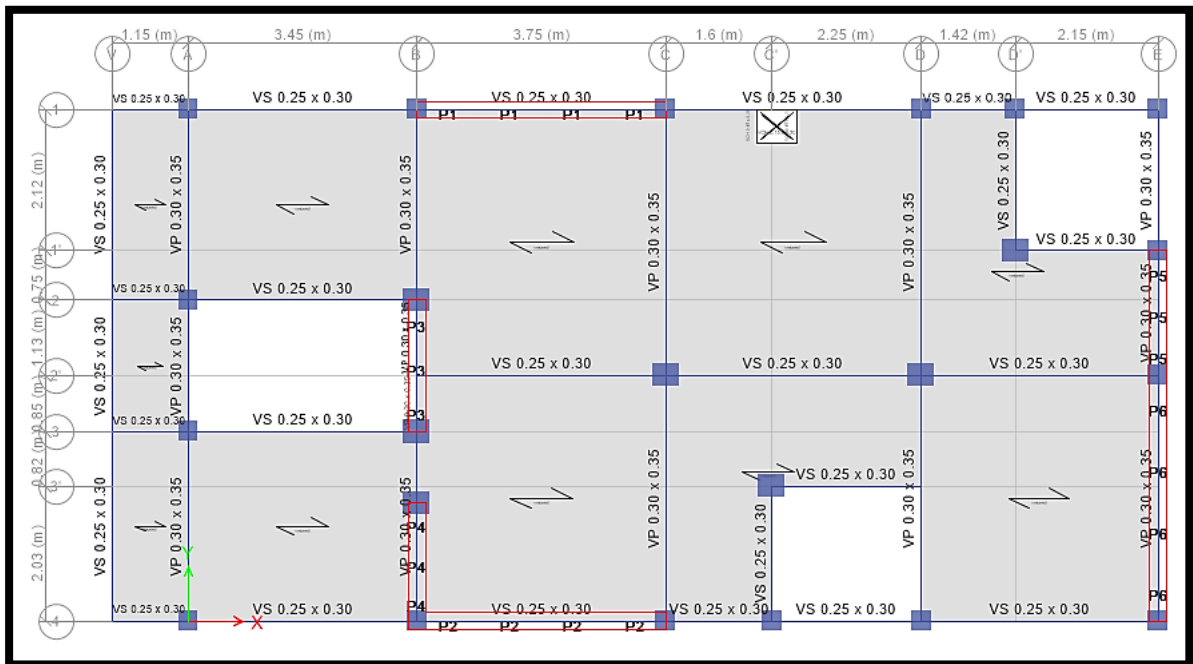 1.15 (m) 3.45 (m) 3.75 (m) 1.6 (m) 2.25 (m) 1.42 (m) 2.15 (m)
V A B C C' D D' E
1 VS 0.25 x 0.30 VS 0.25 x 0.30 VS 0.25 x 0.30 VS 0.25 x 0.30 VS 0.25 x 0.30 VS 0.25 x 0.30
P1 P1 P1 P1
2.12 (m) VS 0.25 x 0.30 VP 0.30 x 0.35 VP 0.30 x 0.35 VP 0.30 x 0.35 VP 0.30 x 0.35 VS 0.25 x 0.30 VP 0.30 x 0.35
1' VS 0.25 x 0.30
0.75 (m) P5
2 VS 0.25 x 0.30 VS 0.25 x 0.30
1.13 (m) VS 0.25 x 0.30 VP 0.30 x 0.35 VP 0.30 x 0.35 P3 VP 0.30 x 0.35 P5
2' P3 VS 0.25 x 0.30 VS 0.25 x 0.30 VS 0.25 x 0.30 P5
0.85 (m) P3 P6
3 VS 0.25 x 0.30 VS 0.25 x 0.30
0.82 (m) VS 0.25 x 0.30 P6
3'
2.03 (m) VS 0.25 x 0.30 VP 0.30 x 0.35 VP 0.30 x 0.35 VP 0.30 x 0.35 VS 0.25 x 0.30 VP 0.30 x 0.35 VP 0.30 x 0.35
P4 P6
Y P4
P4 P6
4 VS 0.25 x 0.30 VS 0.25 x 0.30 VS 0.25 x 0.30 VS 0.25 x 0.30 VS 0.25 x 0.30 VS 0.25 x 0.30
X P2 P2 P2 P2